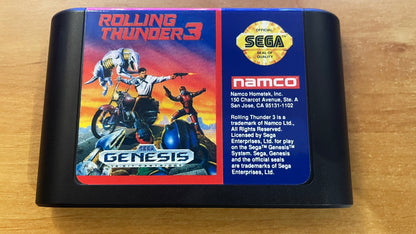 ROLLING
THUNDER 3
OFFICIAL
SEGA
SEAL OF
QUALITY
namco
Namco Hometek, Inc.
150 Charcot Avenue, Ste. A
San Jose, CA 95131-1102
Rolling Thunder 3 is a
trademark of Namco Ltd.,
All Rights Reserved.
Licensed by Sega
Enterprises, Ltd. for play
on the Sega™ Genesis™
System. Sega, Genesis
and the official seals
are trademarks of Sega
Enterprises, Ltd.
SEGA
GENESIS
16-BIT CARTRIDGE